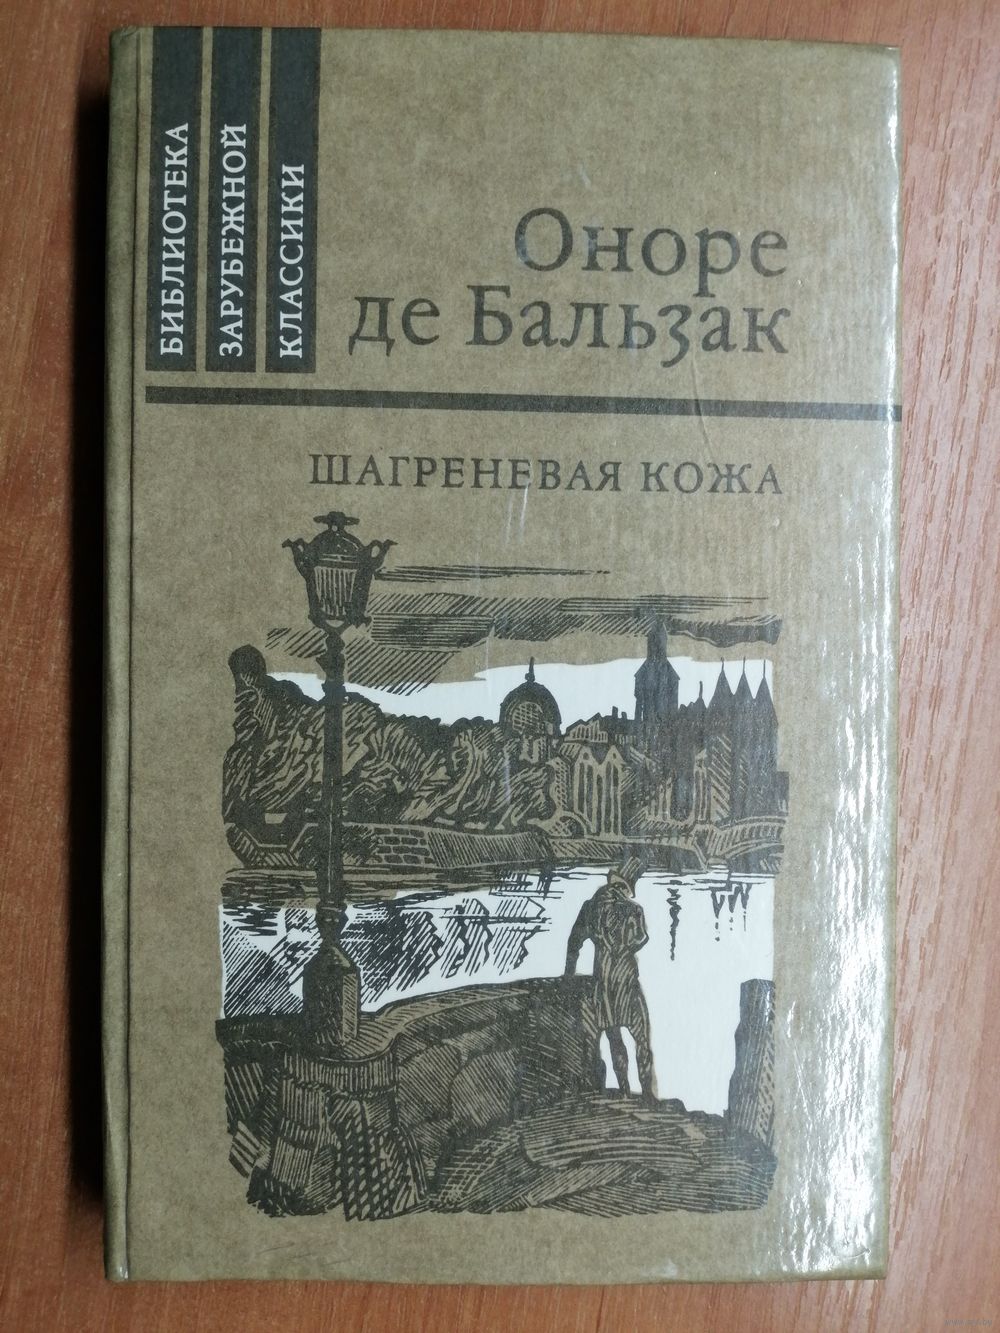 БИБЛИОТЕКА
ЗАРУБЕЖНОЙ
КЛАССИКИ
Оноре
де Бальзак
ШАГРЕНЕВАЯ КОЖА